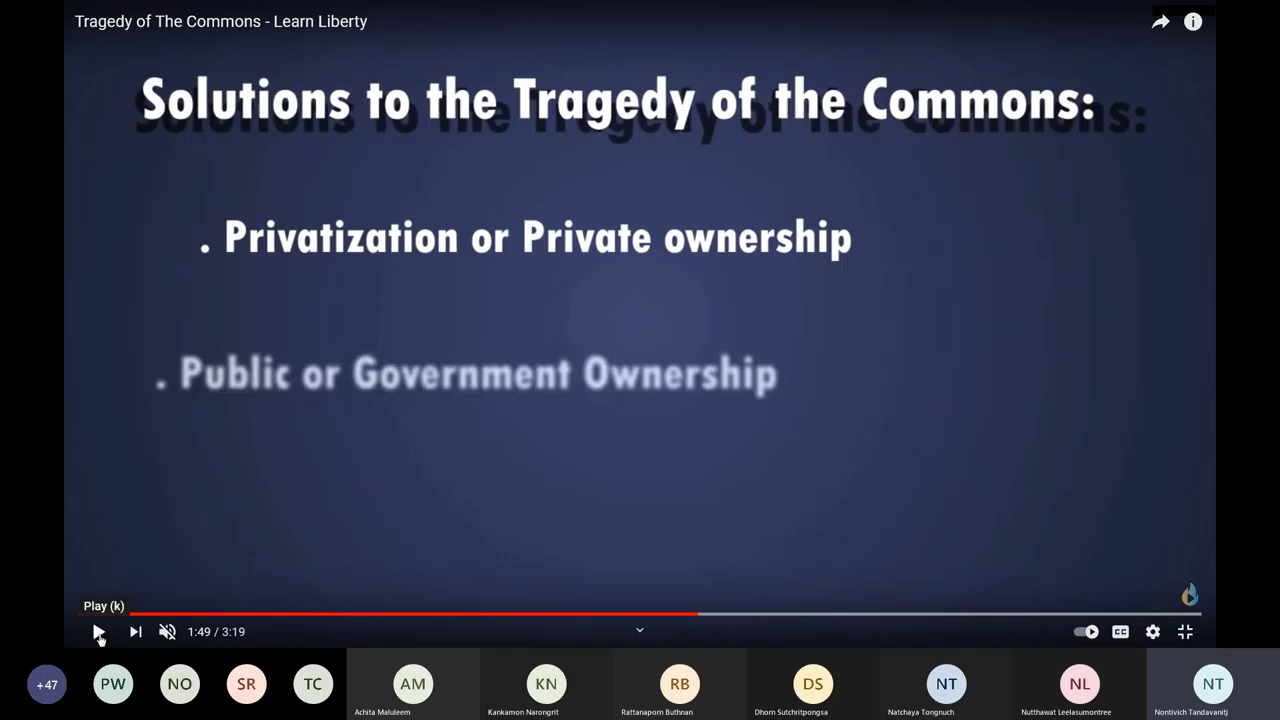 Tragedy of The Commons - Learn Liberty
Solutions to the Tragedy of the Commons:
. Privatization or Private ownership
. Public or Government Ownership
Play (k)
1:49 / 3:19
CC
+47
PW
NO
SR
TC
AM
KN
RB
DS
NT
NL
NT
Achita Maluleem
Kankamon Narongrit
Rattanaporn Buthnan
Dhorn Sutchritpongsa
Natchaya Tongnuch
Nutthawat Leelasumontree
Nontivich Tandavanitj